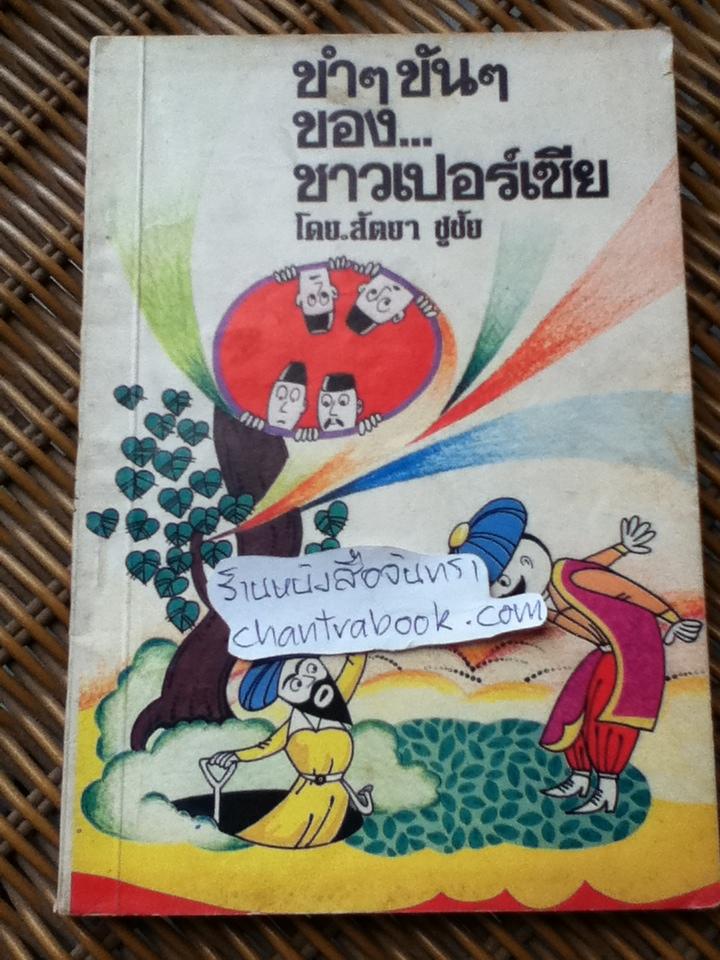 ขำๆ ขันๆ
ของ...
ชาวเปอร์เซีย
โดย.สัตยา ชูชัย
ร้านหนังสือจันทรา
chantrabook.com